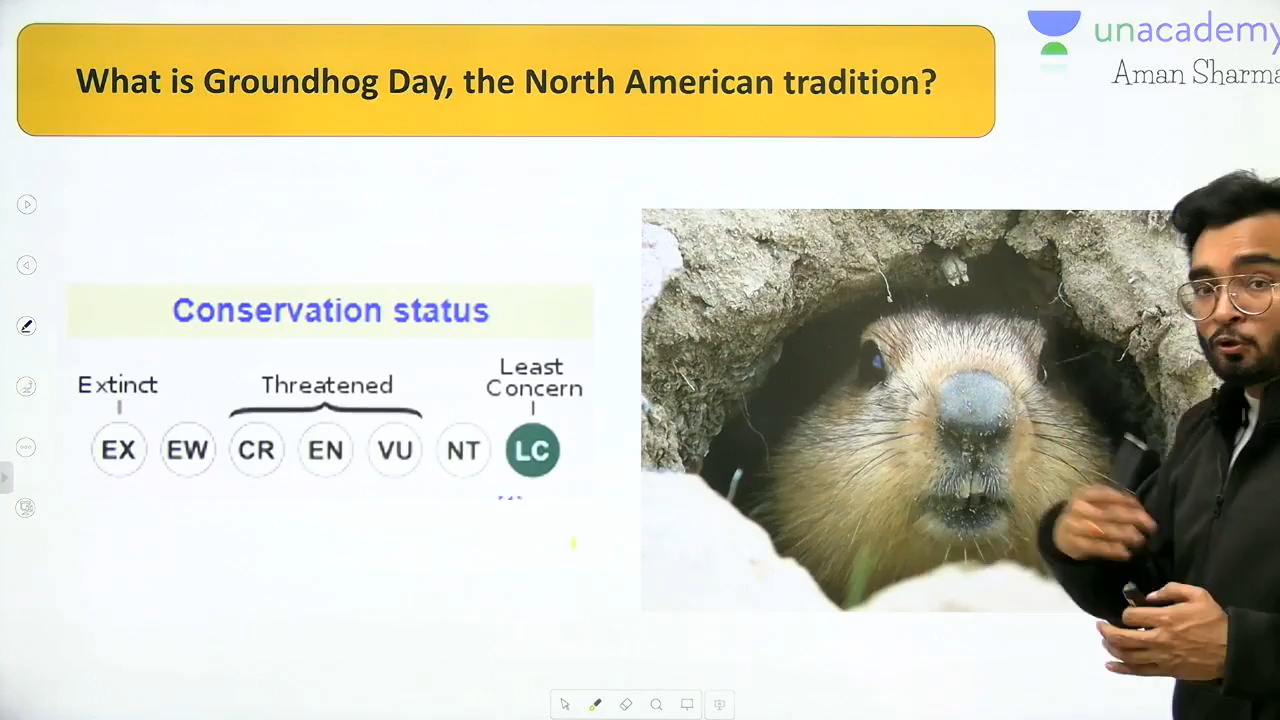 What is Groundhog Day, the North American tradition?
unacademy
Aman Sharma
Conservation status
Extinct
Threatened
Least
Concern
EX EW CR EN VU NT LC